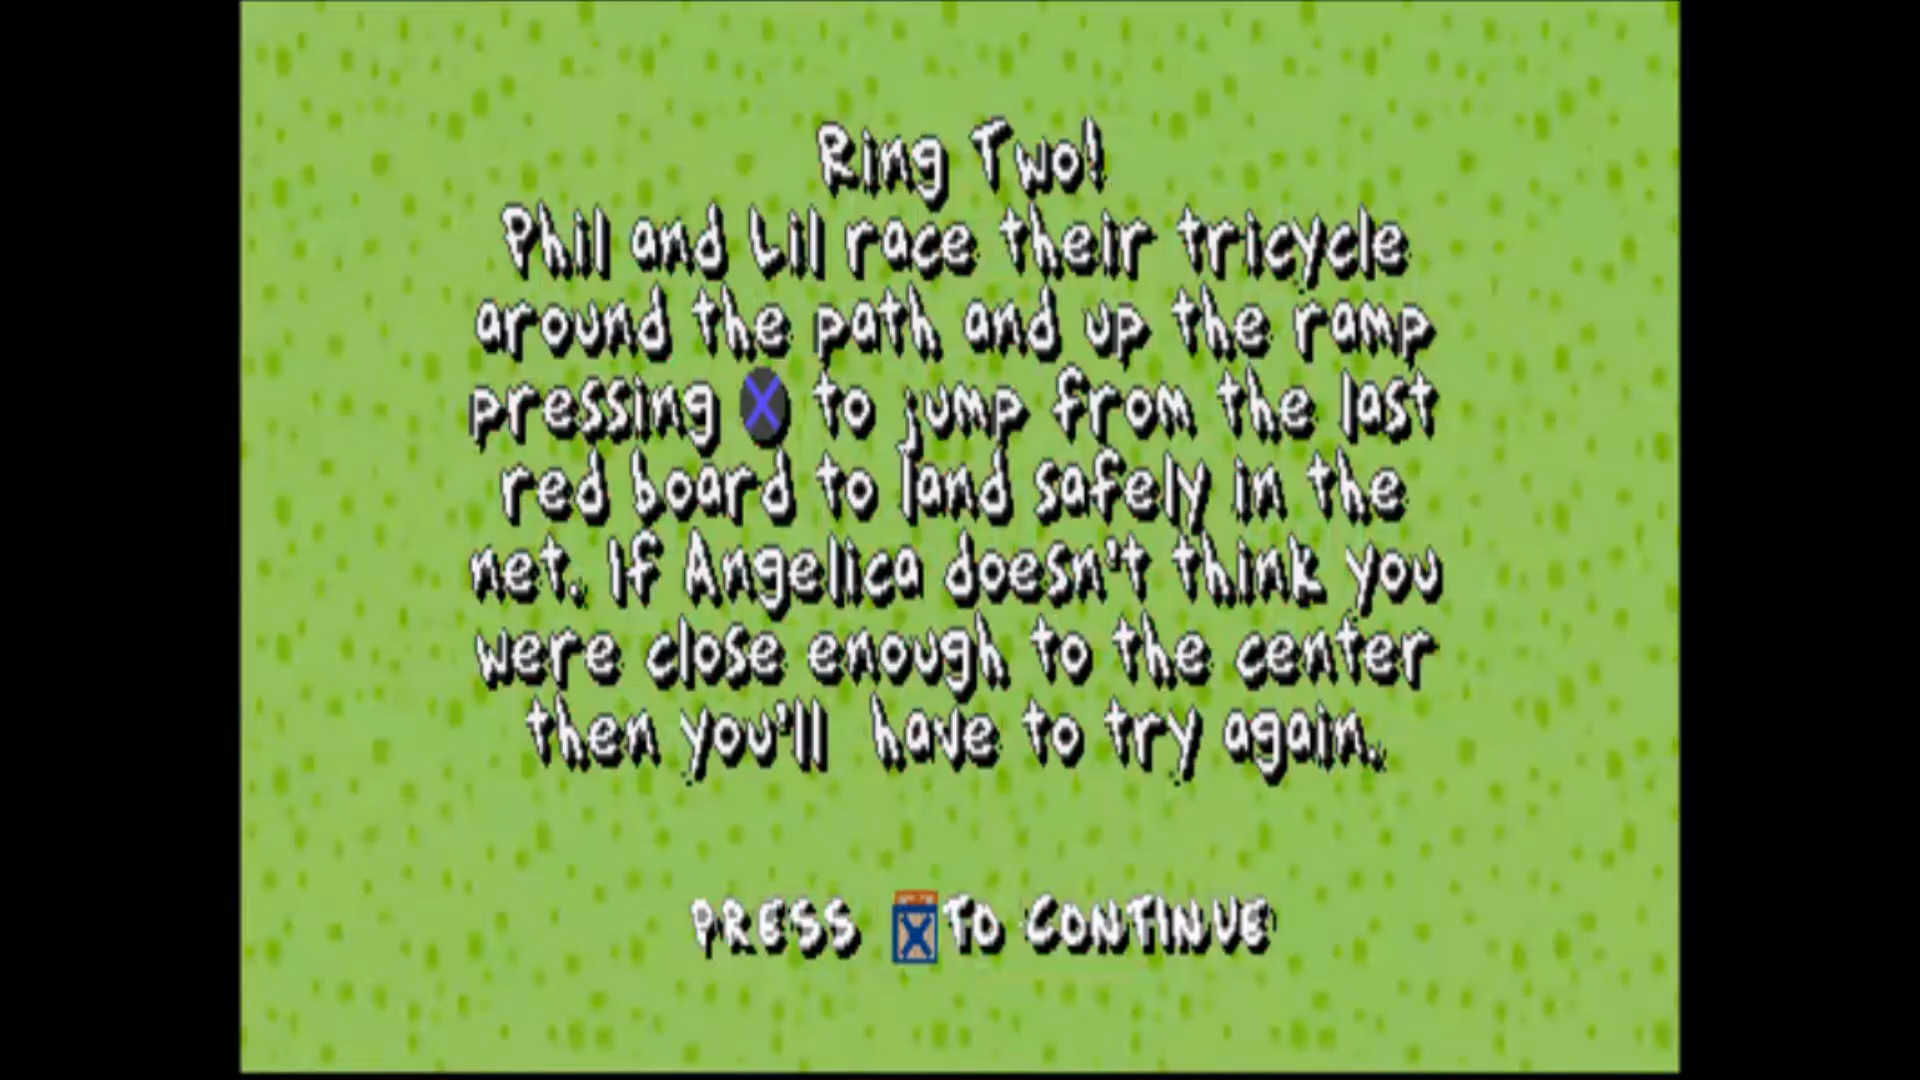 Ring Two!
Phil and Lil race their tricycle
around the path and up the ramp
pressing X to jump from the last
red board to land safely in the
net. If Angelica doesn't think you
were close enough to the center
then you'll have to try again.
PRESS X TO CONTINUE